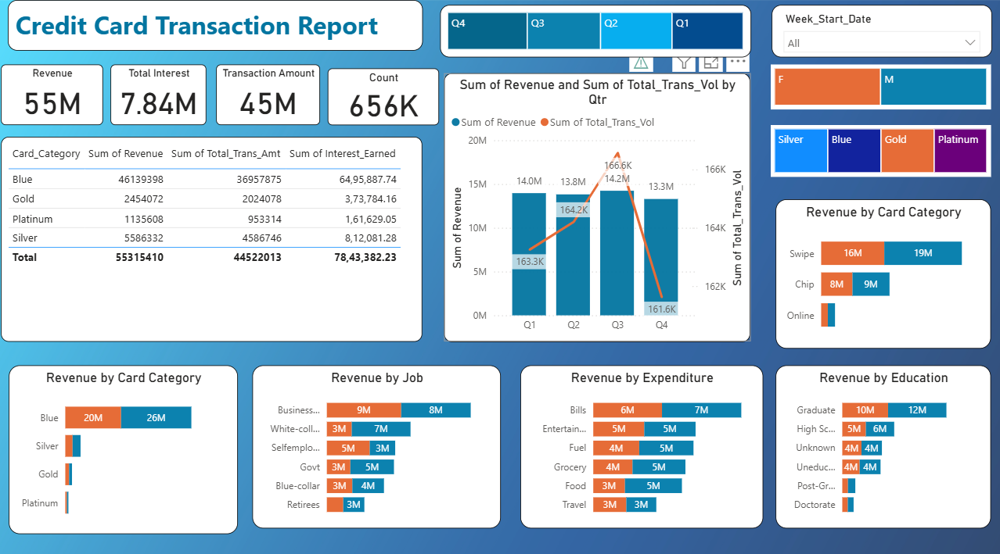 Credit Card Transaction Report
Q4 Q3 Q2 Q1
Week_Start_Date
All
Revenue
55M
Total Interest
7.84M
Transaction Amount
45M
Count
656K
F M
Silver Blue Gold Platinum
Card_Category Sum of Revenue Sum of Total_Trans_Amt Sum of Interest_Earned
Blue 46139398 36957875 64,95,887.74
Gold 2454072 2024078 3,73,784.16
Platinum 1135608 953314 1,61,629.05
Silver 5586332 4586746 8,12,081.28
Total 55315410 44522013 78,43,382.23
Sum of Revenue and Sum of Total_Trans_Vol by
Qtr
Sum of Revenue Sum of Total_Trans_Vol
Sum of Revenue
20M
15M
10M
5M
0M
14.0M 13.8M 14.2M 13.3M
163.3K 164.2K 166.6K 161.6K
Q1 Q2 Q3 Q4
166K
164K
162K
Sum of Total_Trans_Vol
Revenue by Card Category
Swipe 16M 19M
Chip 8M 9M
Online
Revenue by Card Category
Blue 20M 26M
Silver
Gold
Platinum
Revenue by Job
Business... 9M 8M
White-coll... 3M 7M
Selfemplo... 5M 3M
Govt 3M 5M
Blue-collar 3M 4M
Retirees 3M
Revenue by Expenditure
Bills 6M 7M
Entertain... 5M 5M
Fuel 4M 5M
Grocery 4M 5M
Food 3M 5M
Travel 3M 3M
Revenue by Education
Graduate 10M 12M
High Sc... 5M 6M
Unknown 4M 4M
Uneduc... 4M 4M
Post-Gr...
Doctorate